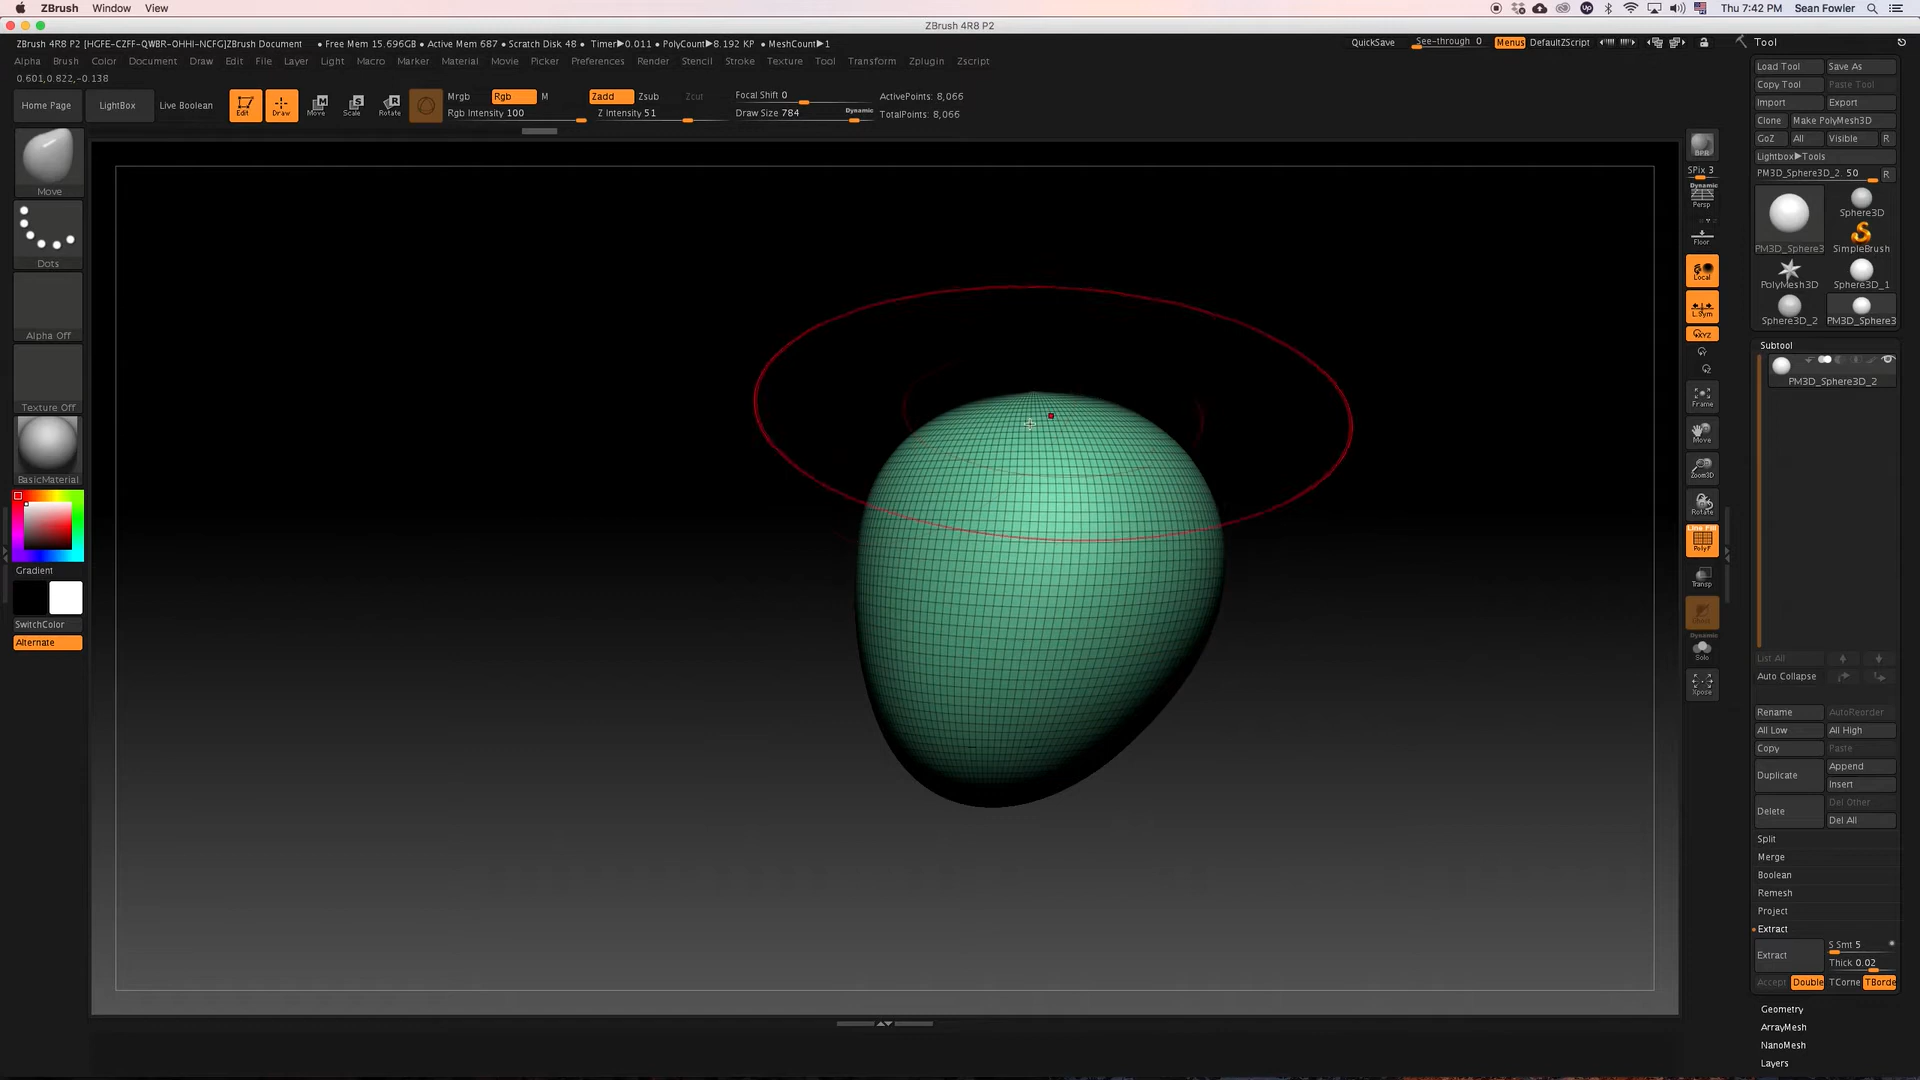 ZBrush Window View
Thu 7:42 PM Sean Fowler
ZBrush 4R8 P2
ZBrush 4R8 P2 [HGFE-CZFF-QWBR-OHHI-NCFG]ZBrush Document • Free Mem 15.696GB • Active Mem 687 • Scratch Disk 48 • Timer▶0.011 • PolyCount▶8.192 KP • MeshCount▶1
QuickSave See-through 0 Menus DefaultZScript
Tool
Alpha Brush Color Document Draw Edit File Layer Light Macro Marker Material Movie Picker Preferences Render Stencil Stroke Texture Tool Transform Zplugin Zscript
0.601,0.822,-0.138
Home Page LightBox Live Boolean Edit Draw Move Scale Rotate
Mrgb Rgb M
Rgb Intensity 100
Zadd Zsub Zcut
Z Intensity 51
Focal Shift 0
Draw Size 784 Dynamic
ActivePoints: 8,066
TotalPoints: 8,066
Move
Dots
Alpha Off
Texture Off
BasicMaterial
Gradient
SwitchColor
Alternate
BPR
SPix 3
Dynamic
Persp
Floor
Local
L.Sym
XYZ
Y
Z
Frame
Move
Zoom3D
Rotate
Line Fill
PolyF
Transp
Ghost
Dynamic
Solo
Xpose
Load Tool Save As
Copy Tool Paste Tool
Import Export
Clone Make PolyMesh3D
GoZ All Visible R
Lightbox▶Tools
PM3D_Sphere3D_2. 50 R
PM3D_Sphere3 Sphere3D
SimpleBrush
PolyMesh3D Sphere3D_1
Sphere3D_2 PM3D_Sphere3
Subtool
PM3D_Sphere3D_2
List All
Auto Collapse
Rename AutoReorder
All Low All High
Copy Paste
Duplicate Append
Insert
Delete Del Other
Del All
Split
Merge
Boolean
Remesh
Project
Extract
Extract S Smt 5
Thick 0.02
Accept Double TCorne TBorde
Geometry
ArrayMesh
NanoMesh
Layers